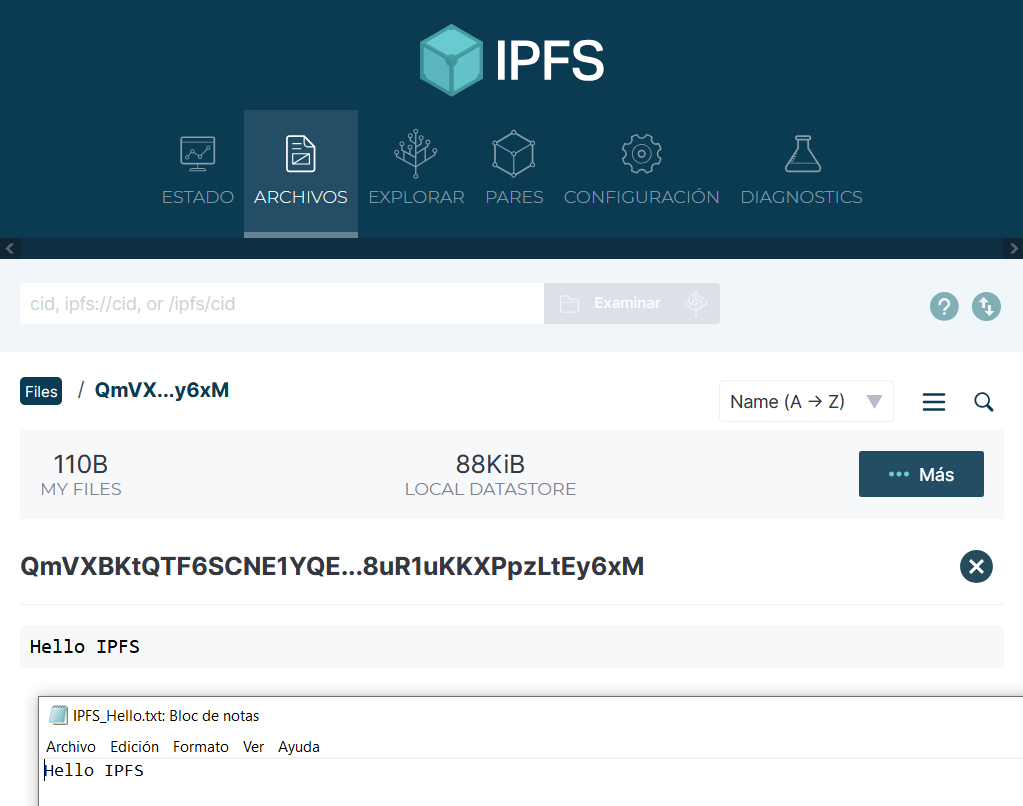 IPFS
ESTADO ARCHIVOS EXPLORAR PARES CONFIGURACIÓN DIAGNOSTICS
cid, ipfs://cid, or /ipfs/cid Examinar ?
Files / QmVX...y6xM Name (A → Z)
110B 88KiB ••• Más
MY FILES LOCAL DATASTORE
QmVXBKtQTF6SCNE1YQE...8uR1uKKXPpzLtEy6xM
Hello IPFS
IPFS_Hello.txt: Bloc de notas
Archivo Edición Formato Ver Ayuda
Hello IPFS